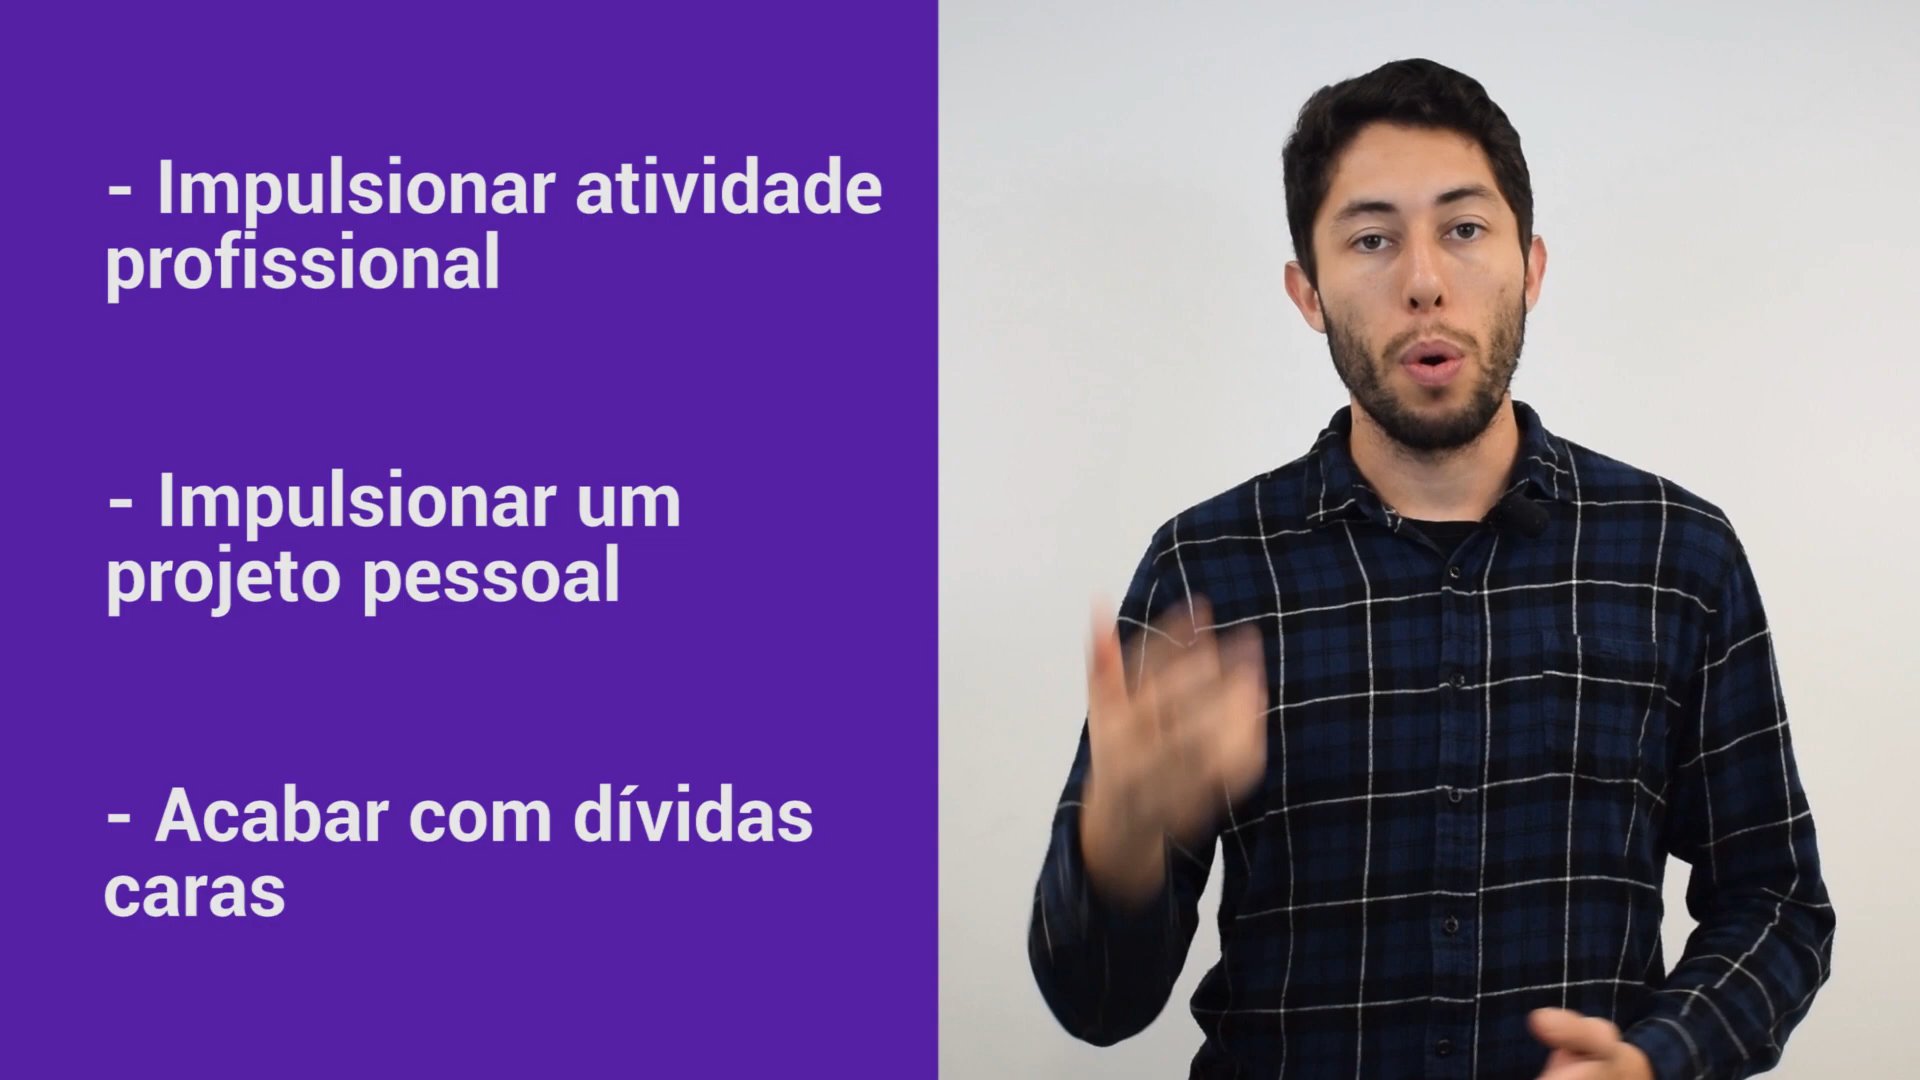 - Impulsionar atividade
profissional
- Impulsionar um
projeto pessoal
- Acabar com dívidas
caras